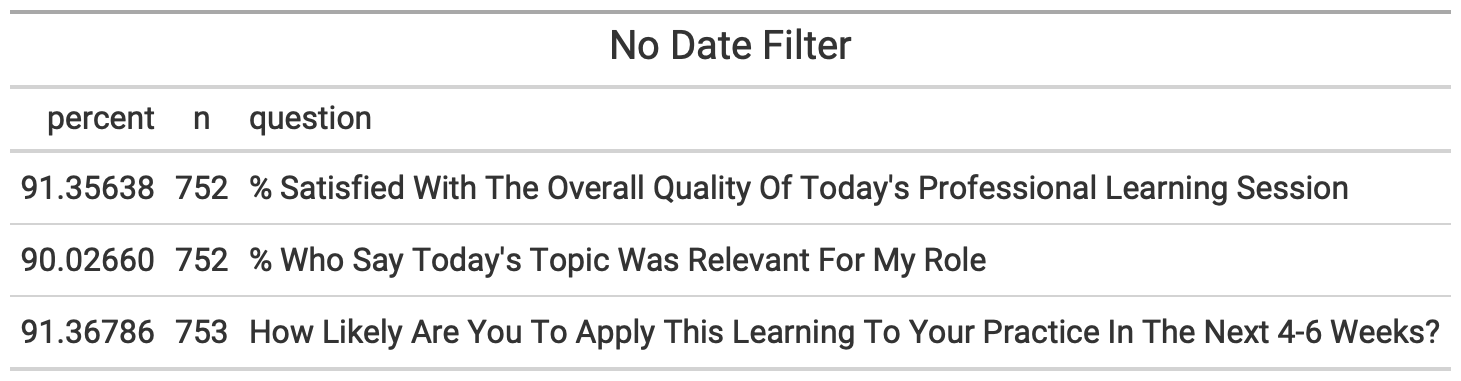 No Date Filter
percent n question
91.35638 752 % Satisfied With The Overall Quality Of Today's Professional Learning Session
90.02660 752 % Who Say Today's Topic Was Relevant For My Role
91.36786 753 How Likely Are You To Apply This Learning To Your Practice In The Next 4-6 Weeks?